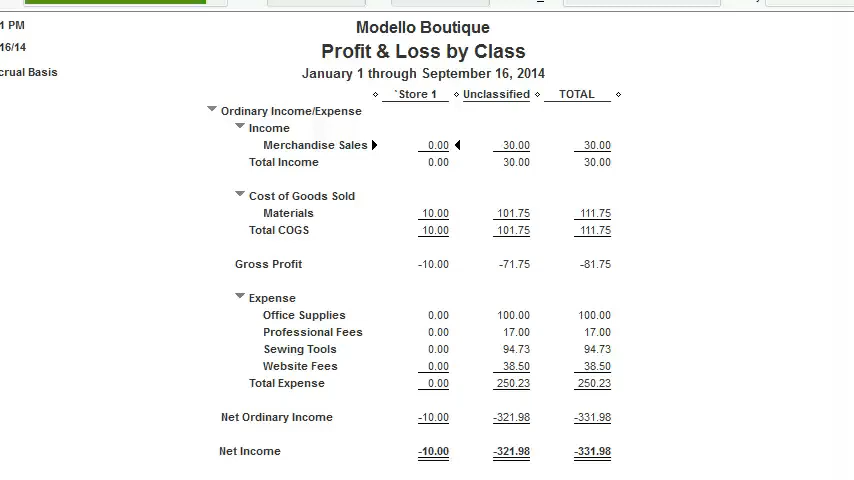 1 PM
Modello Boutique
16/14
Profit & Loss by Class
crual Basis
January 1 through September 16, 2014
*Store 1 Unclassified TOTAL
Ordinary Income/Expense
Income
Merchandise Sales 0.00 30.00 30.00
Total Income 0.00 30.00 30.00
Cost of Goods Sold
Materials 10.00 101.75 111.75
Total COGS 10.00 101.75 111.75
Gross Profit -10.00 -71.75 -81.75
Expense
Office Supplies 0.00 100.00 100.00
Professional Fees 0.00 17.00 17.00
Sewing Tools 0.00 94.73 94.73
Website Fees 0.00 38.50 38.50
Total Expense 0.00 250.23 250.23
Net Ordinary Income -10.00 -321.98 -331.98
Net Income -10.00 -321.98 -331.98